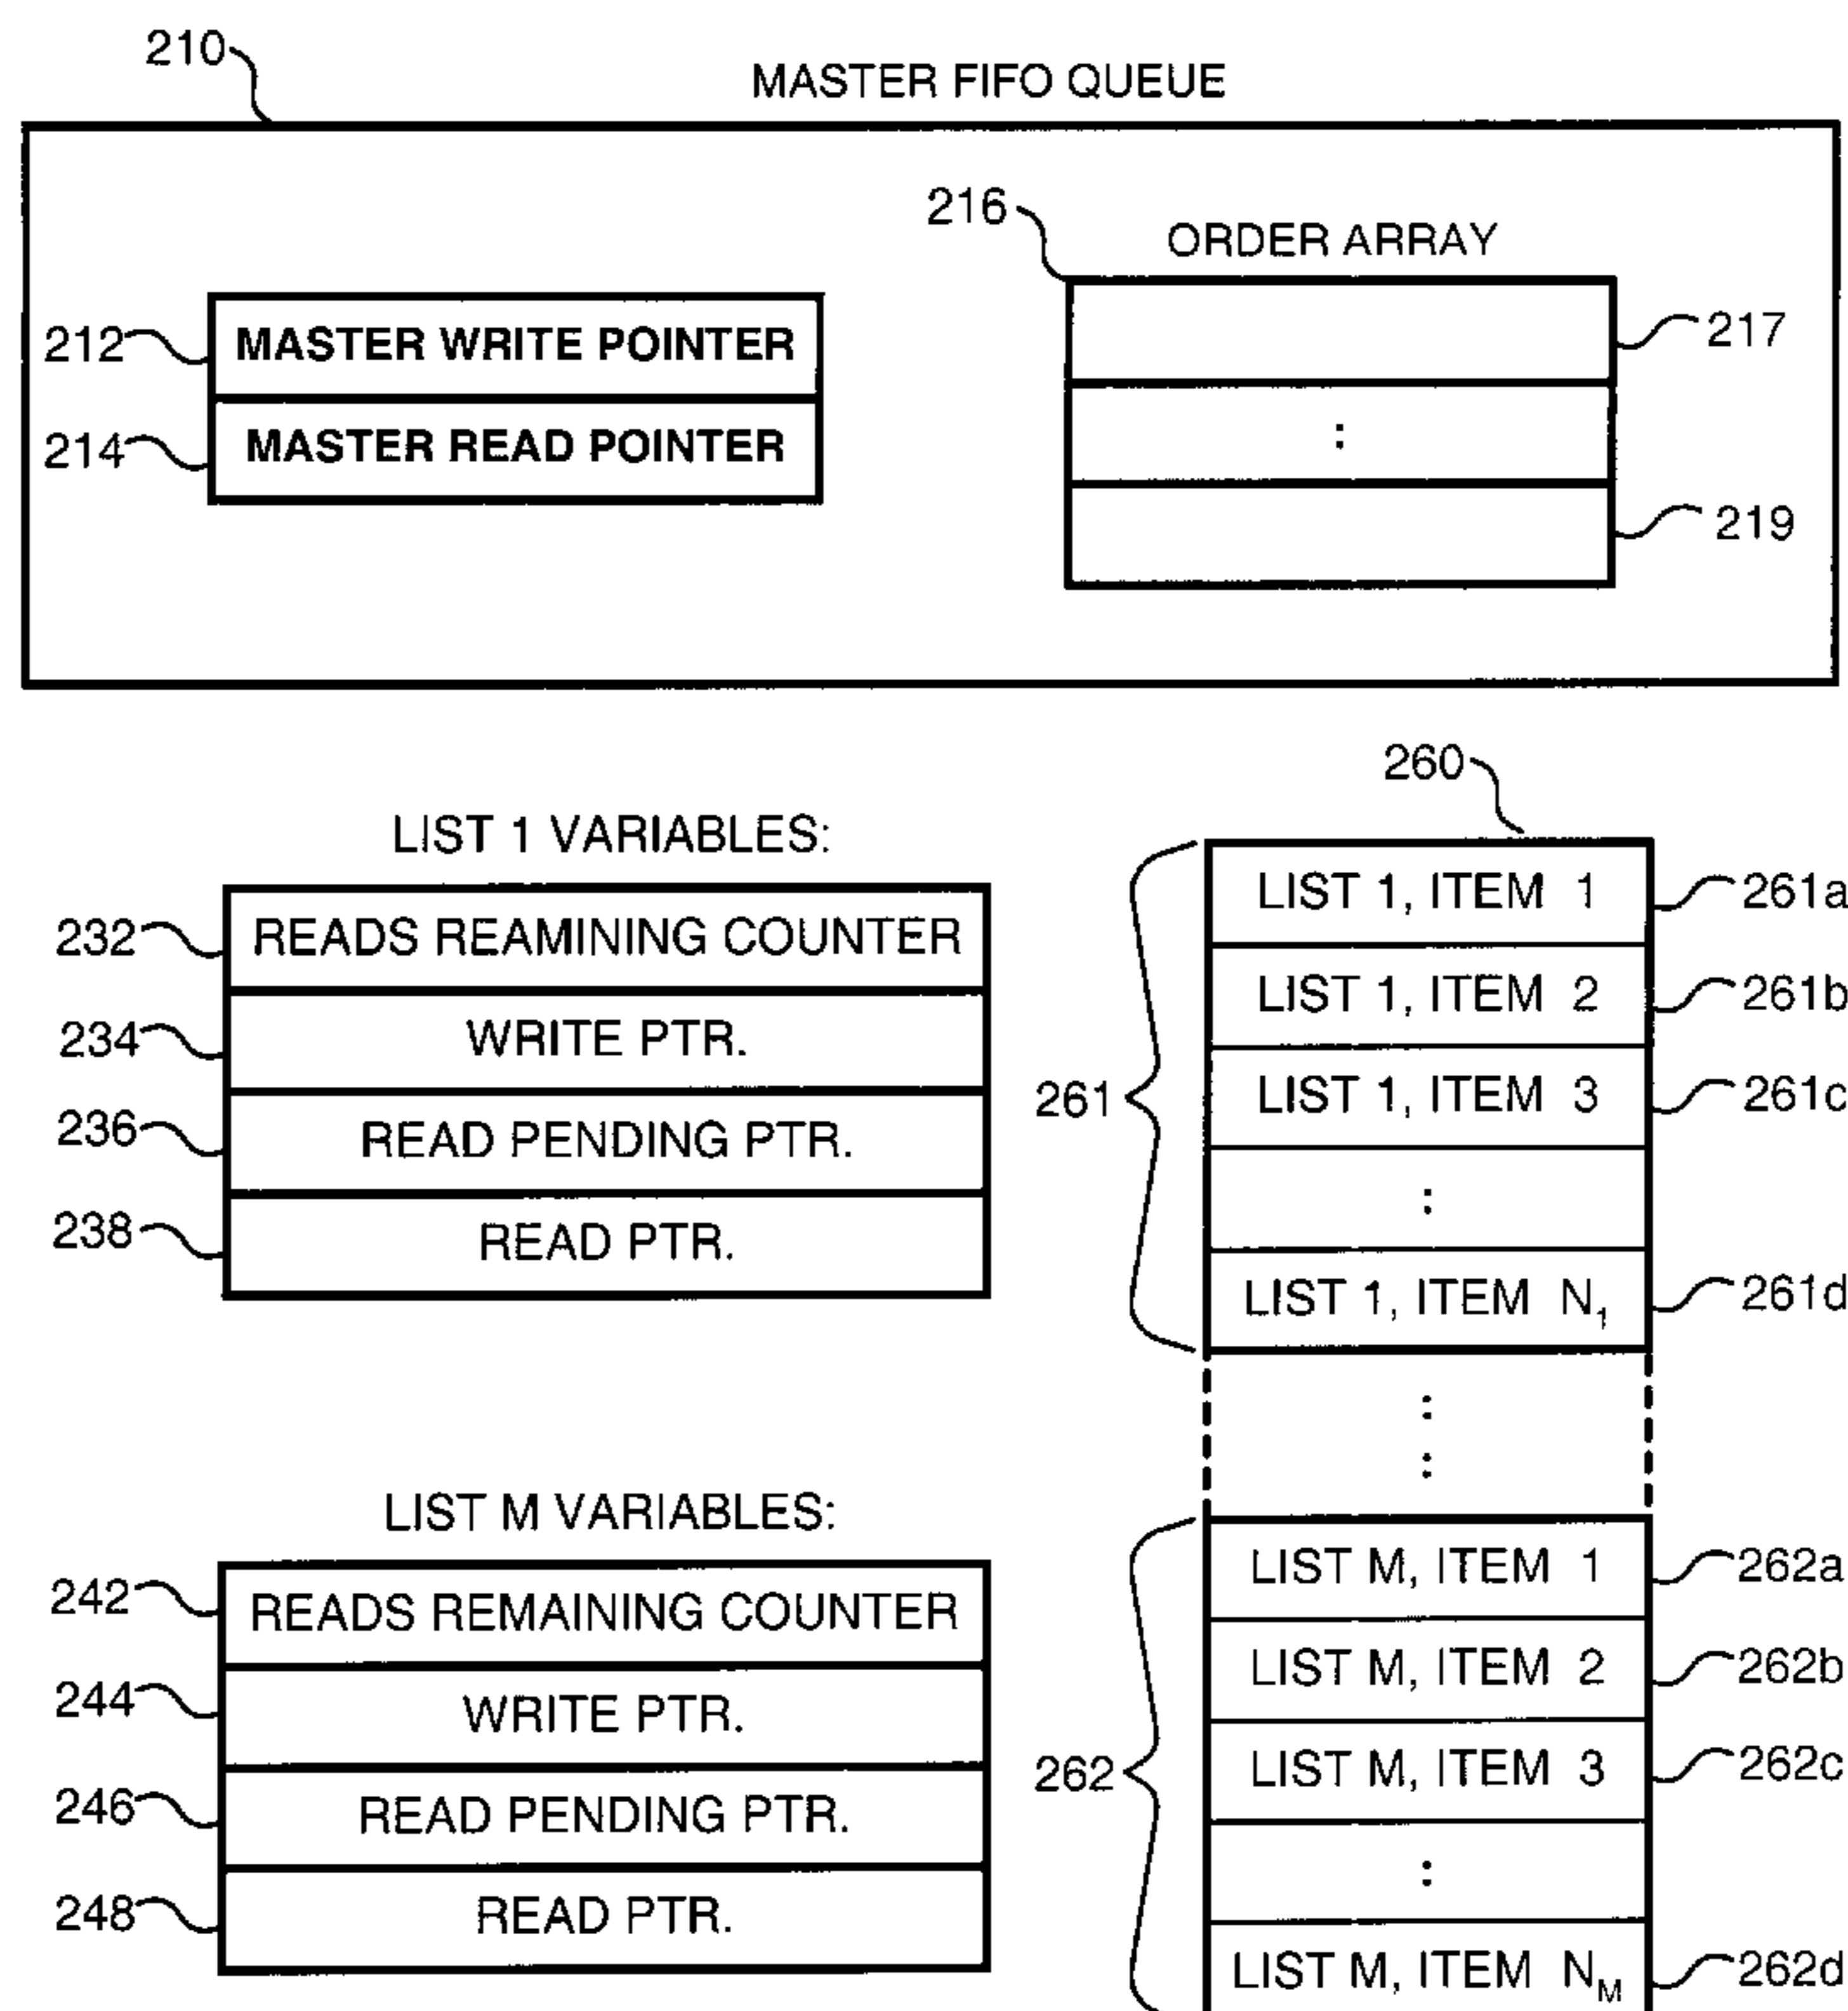 210
MASTER FIFO QUEUE
216
ORDER ARRAY
212 MASTER WRITE POINTER
217
214 MASTER READ POINTER
:
219
260
LIST 1 VARIABLES:
232 READS REAMINING COUNTER
234 WRITE PTR.
236 READ PENDING PTR.
238 READ PTR.
261
LIST 1, ITEM 1 261a
LIST 1, ITEM 2 261b
LIST 1, ITEM 3 261c
:
LIST 1, ITEM N₁ 261d
:
:
LIST M VARIABLES:
242 READS REMAINING COUNTER
244 WRITE PTR.
246 READ PENDING PTR.
248 READ PTR.
262
LIST M, ITEM 1 262a
LIST M, ITEM 2 262b
LIST M, ITEM 3 262c
:
LIST M, ITEM N_M 262d